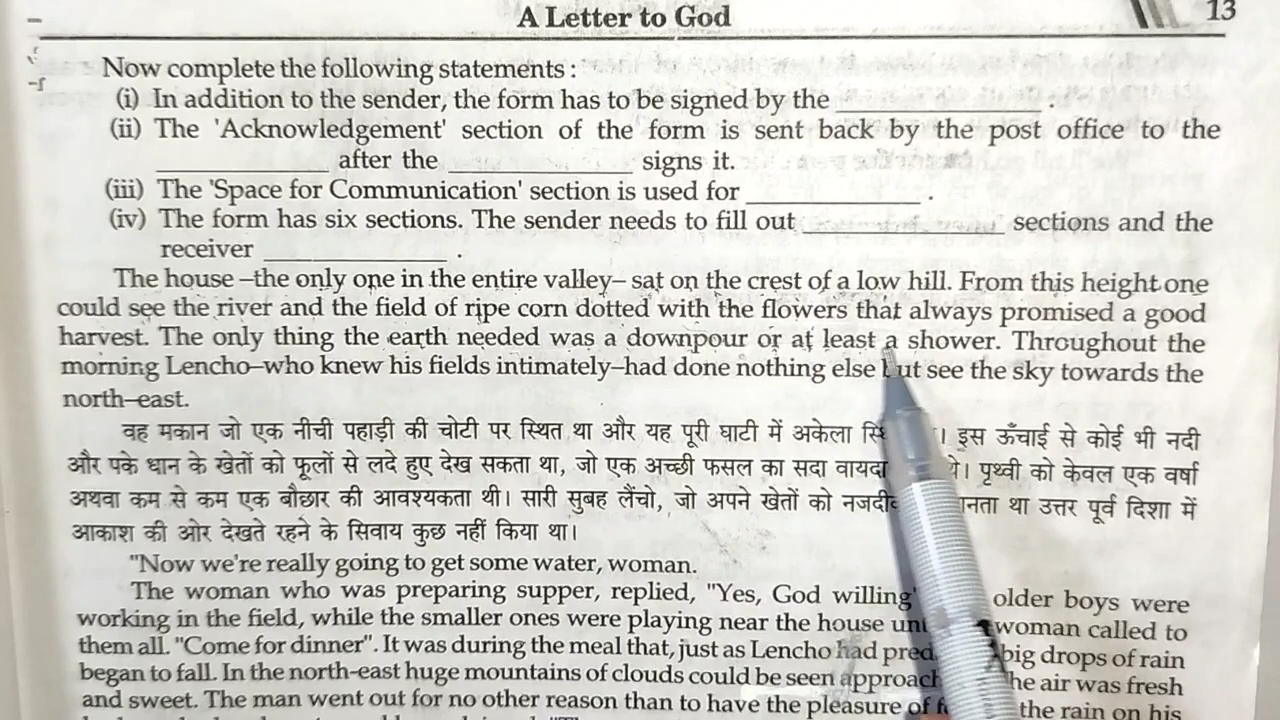 A Letter to God
13
Now complete the following statements :
(i) In addition to the sender, the form has to be signed by the ____________ .
(ii) The 'Acknowledgement' section of the form is sent back by the post office to the
____________ after the ____________ signs it.
(iii) The 'Space for Communication' section is used for ____________ .
(iv) The form has six sections. The sender needs to fill out ____________ sections and the
receiver ____________ .
The house –the only one in the entire valley– sat on the crest of a low hill. From this height one
could see the river and the field of ripe corn dotted with the flowers that always promised a good
harvest. The only thing the earth needed was a downpour or at least a shower. Throughout the
morning Lencho–who knew his fields intimately–had done nothing else but see the sky towards the
north–east.
वह मकान जो एक नीची पहाड़ी की चोटी पर स्थित था और यह पूरी घाटी में अकेला । इस ऊँचाई से कोई भी नदी
और पके धान के खेतों को फूलों से लदे हुए देख सकता था, जो एक अच्छी फसल का सदा वायदा थे। पृथ्वी को केवल एक वर्षा
अथवा कम से कम एक बौछार की आवश्यकता थी। सारी सुबह लैंचो, जो अपने खेतों को था उत्तर पूर्व दिशा में
आकाश की ओर देखते रहने के सिवाय कुछ नहीं किया था।
"Now we're really going to get some water, woman.
The woman who was preparing supper, replied, "Yes, God willing' older boys were
working in the field, while the smaller ones were playing near the house woman called to
them all. "Come for dinner". It was during the meal that, just as Lencho had big drops of rain
began to fall. In the north-east huge mountains of clouds could be seen air was fresh
and sweet. The man went out for no other reason than to have the pleasure of the rain on his